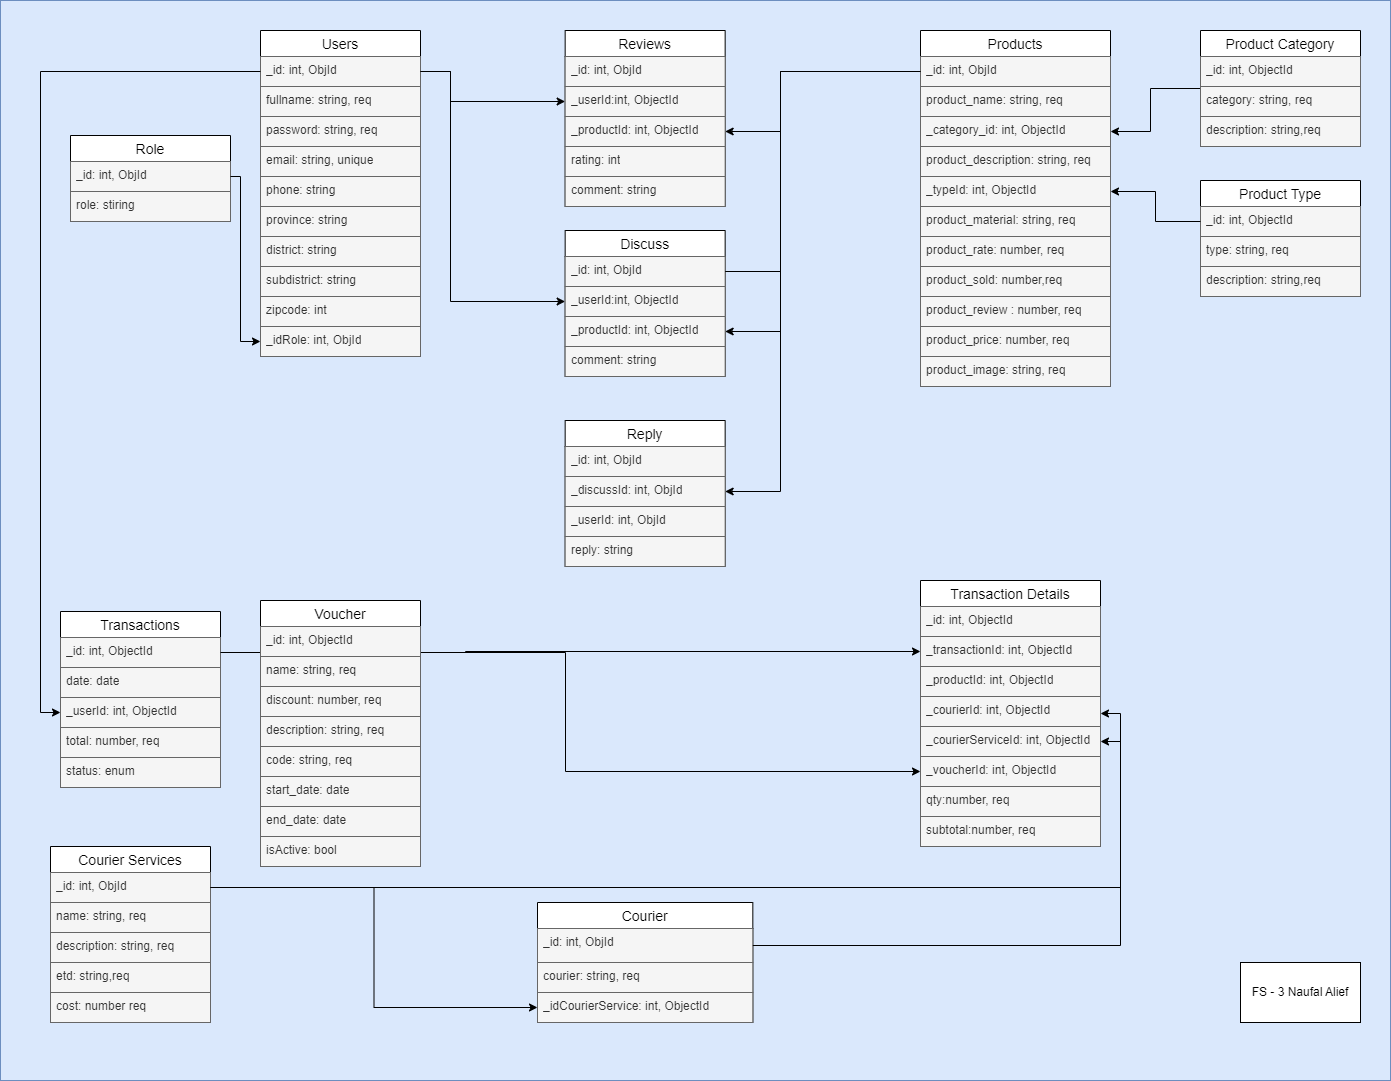 Users
_id: int, ObjId
fullname: string, req
password: string, req
email: string, unique
phone: string
province: string
district: string
subdistrict: string
zipcode: int
_idRole: int, ObjId
Role
_id: int, ObjId
role: stiring
Reviews
_id: int, ObjId
_userId:int, ObjectId
_productId: int, ObjectId
rating: int
comment: string
Discuss
_id: int, ObjId
_userId:int, ObjectId
_productId: int, ObjectId
comment: string
Reply
_id: int, ObjId
_discussId: int, ObjId
_userId: int, ObjId
reply: string
Products
_id: int, ObjId
product_name: string, req
_category_id: int, ObjectId
product_description: string, req
_typeId: int, ObjectId
product_material: string, req
product_rate: number, req
product_sold: number,req
product_review : number, req
product_price: number, req
product_image: string, req
Product Category
_id: int, ObjectId
category: string, req
description: string,req
Product Type
_id: int, ObjectId
type: string, req
description: string,req
Transactions
_id: int, ObjectId
date: date
_userId: int, ObjectId
total: number, req
status: enum
Voucher
_id: int, ObjectId
name: string, req
discount: number, req
description: string, req
code: string, req
start_date: date
end_date: date
isActive: bool
Transaction Details
_id: int, ObjectId
_transactionId: int, ObjectId
_productId: int, ObjectId
_courierId: int, ObjectId
_courierServiceId: int, ObjectId
_voucherId: int, ObjectId
qty:number, req
subtotal:number, req
Courier Services
_id: int, ObjId
name: string, req
description: string, req
etd: string,req
cost: number req
Courier
_id: int, ObjId
courier: string, req
_idCourierService: int, ObjectId
FS - 3 Naufal Alief